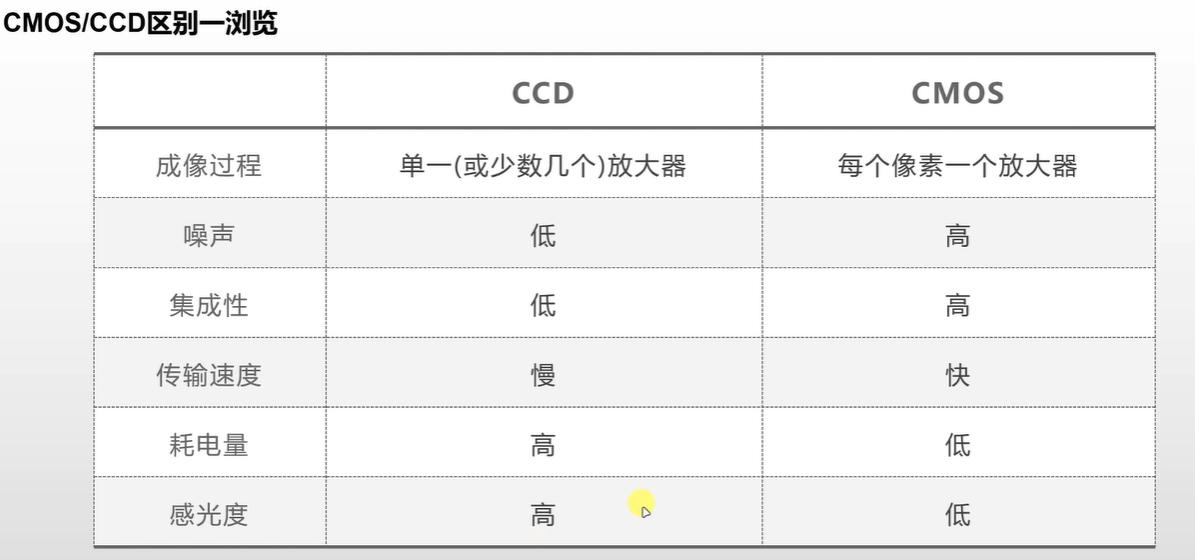 CMOS/CCD区别一浏览
CCD CMOS
成像过程 单一(或少数几个)放大器 每个像素一个放大器
噪声 低 高
集成性 低 高
传输速度 慢 快
耗电量 高 低
感光度 高 低